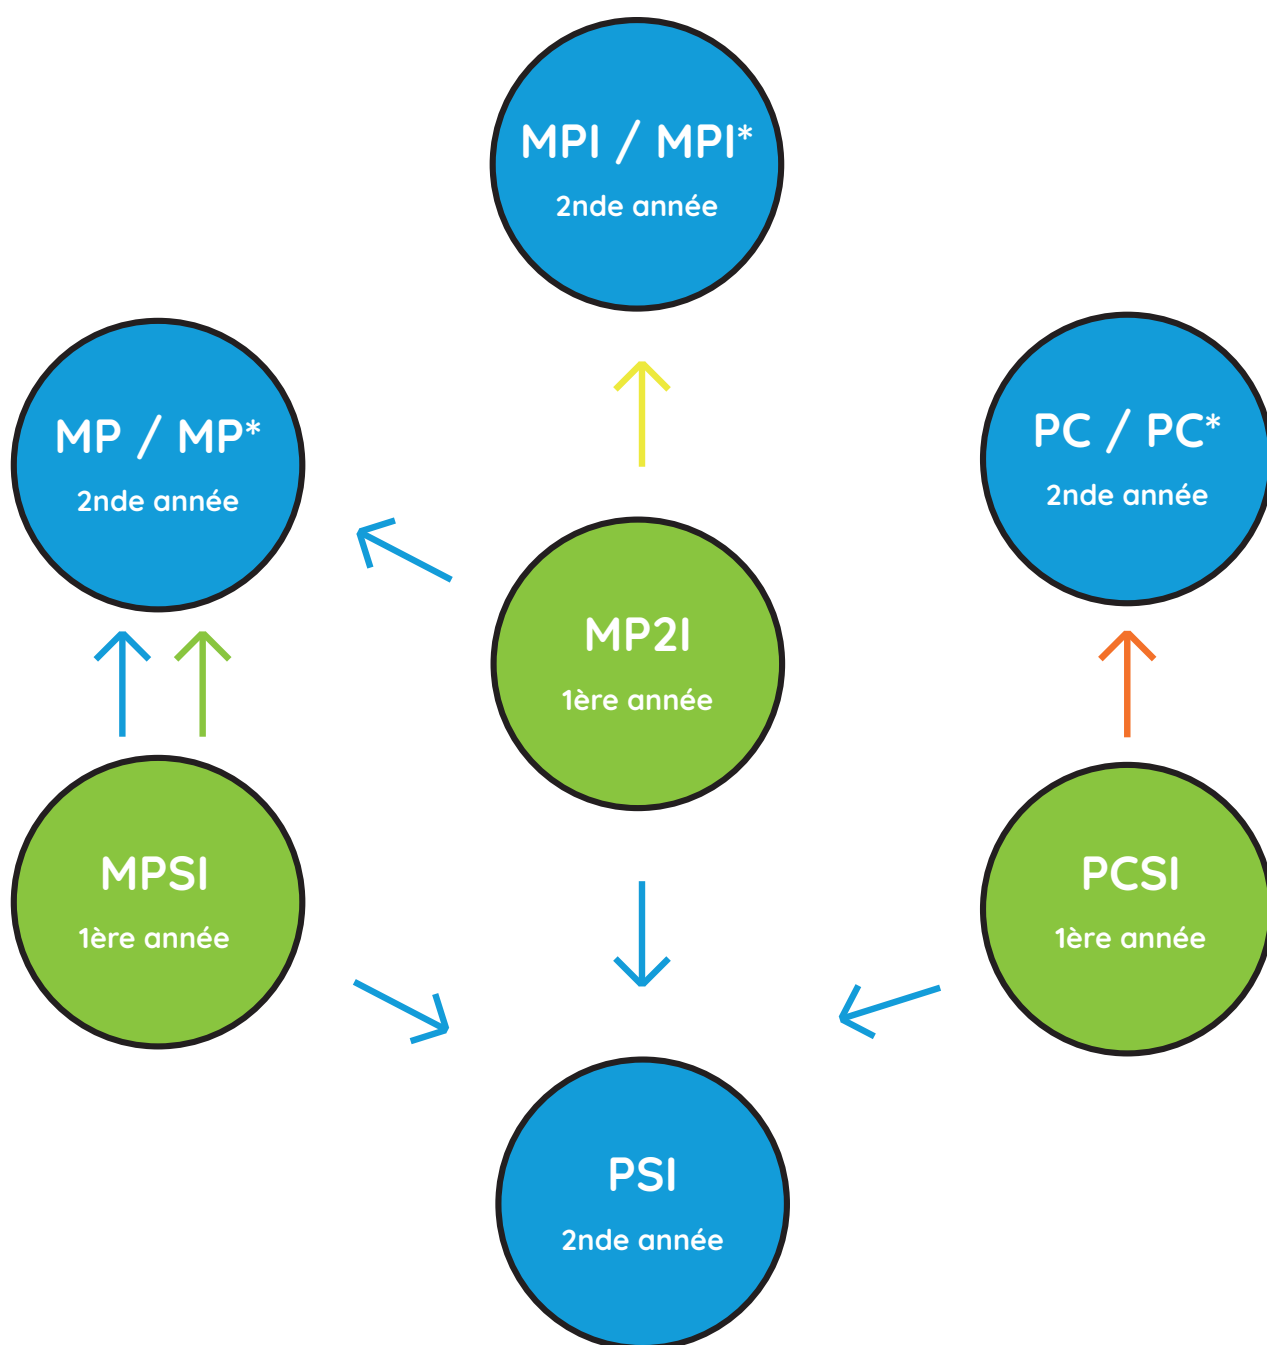 MPI / MPI*
2nde année
MP / MP*
2nde année
PC / PC*
2nde année
MP2I
1ère année
MPSI
1ère année
PCSI
1ère année
PSI
2nde année